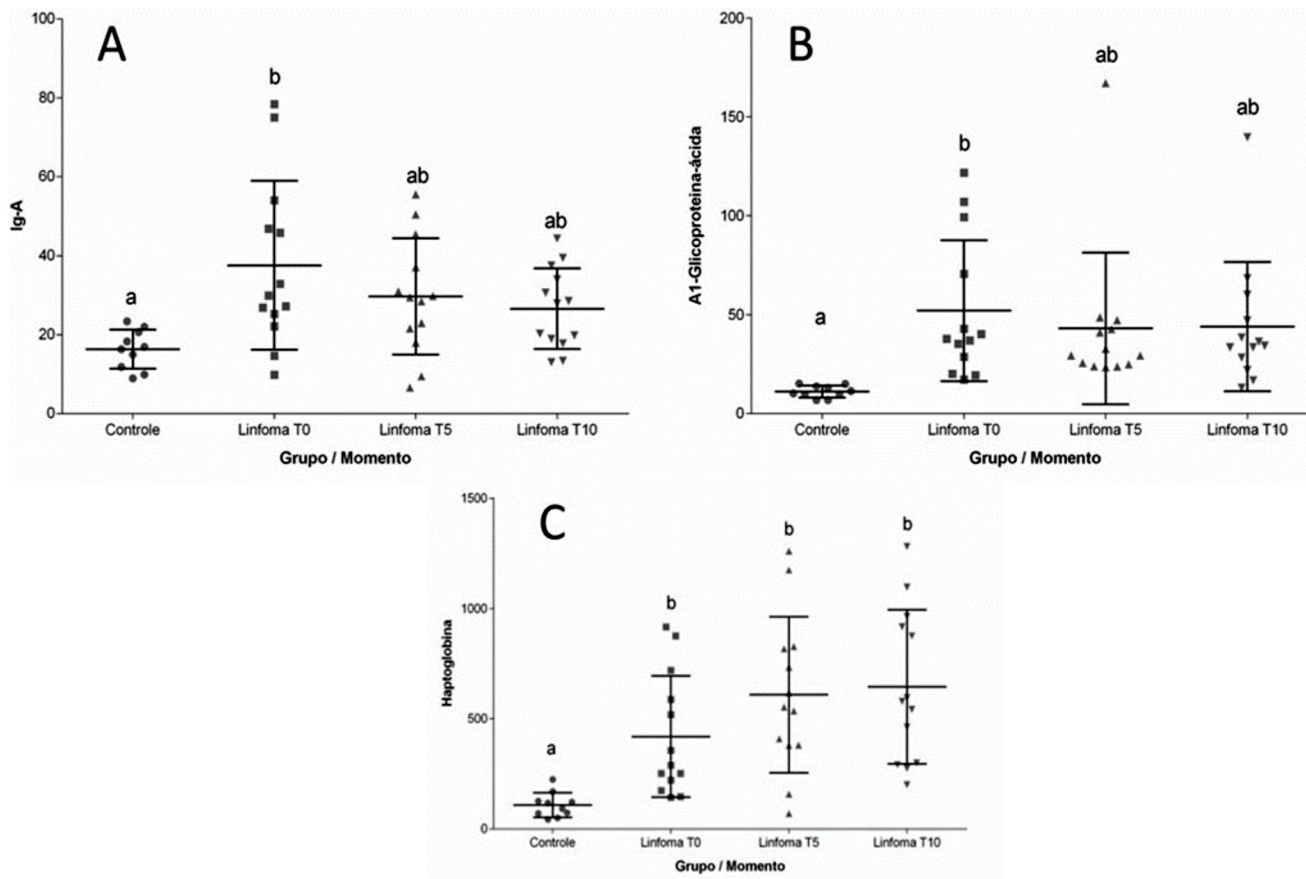 A
100
80
60
40
20
0
Ig-A
a
b
ab
ab
Controle
Linfoma T0
Linfoma T5
Linfoma T10
Grupo / Momento
B
200
150
100
50
0
A1-Glicoproteina-ácida
a
b
ab
ab
Controle
Linfoma T0
Linfoma T5
Linfoma T10
Grupo / Momento
C
1500
1000
500
0
Haptoglobina
a
b
b
b
Controle
Linfoma T0
Linfoma T5
Linfoma T10
Grupo / Momento